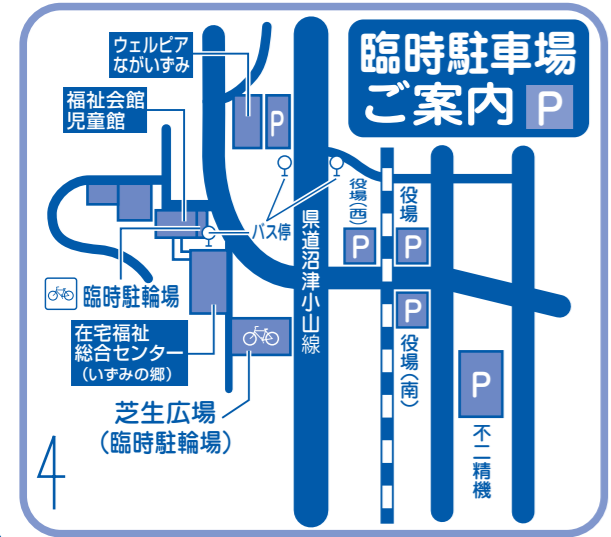 臨時駐車場
ご案内 P
ウェルピア
ながいずみ
P
福祉会館
児童館
バス停
役場(西)
P
役場
P
県道沼津小山線
臨時駐輪場
P
役場(南)
在宅福祉
総合センター
(いずみの郷)
P
不二精機
芝生広場
(臨時駐輪場)